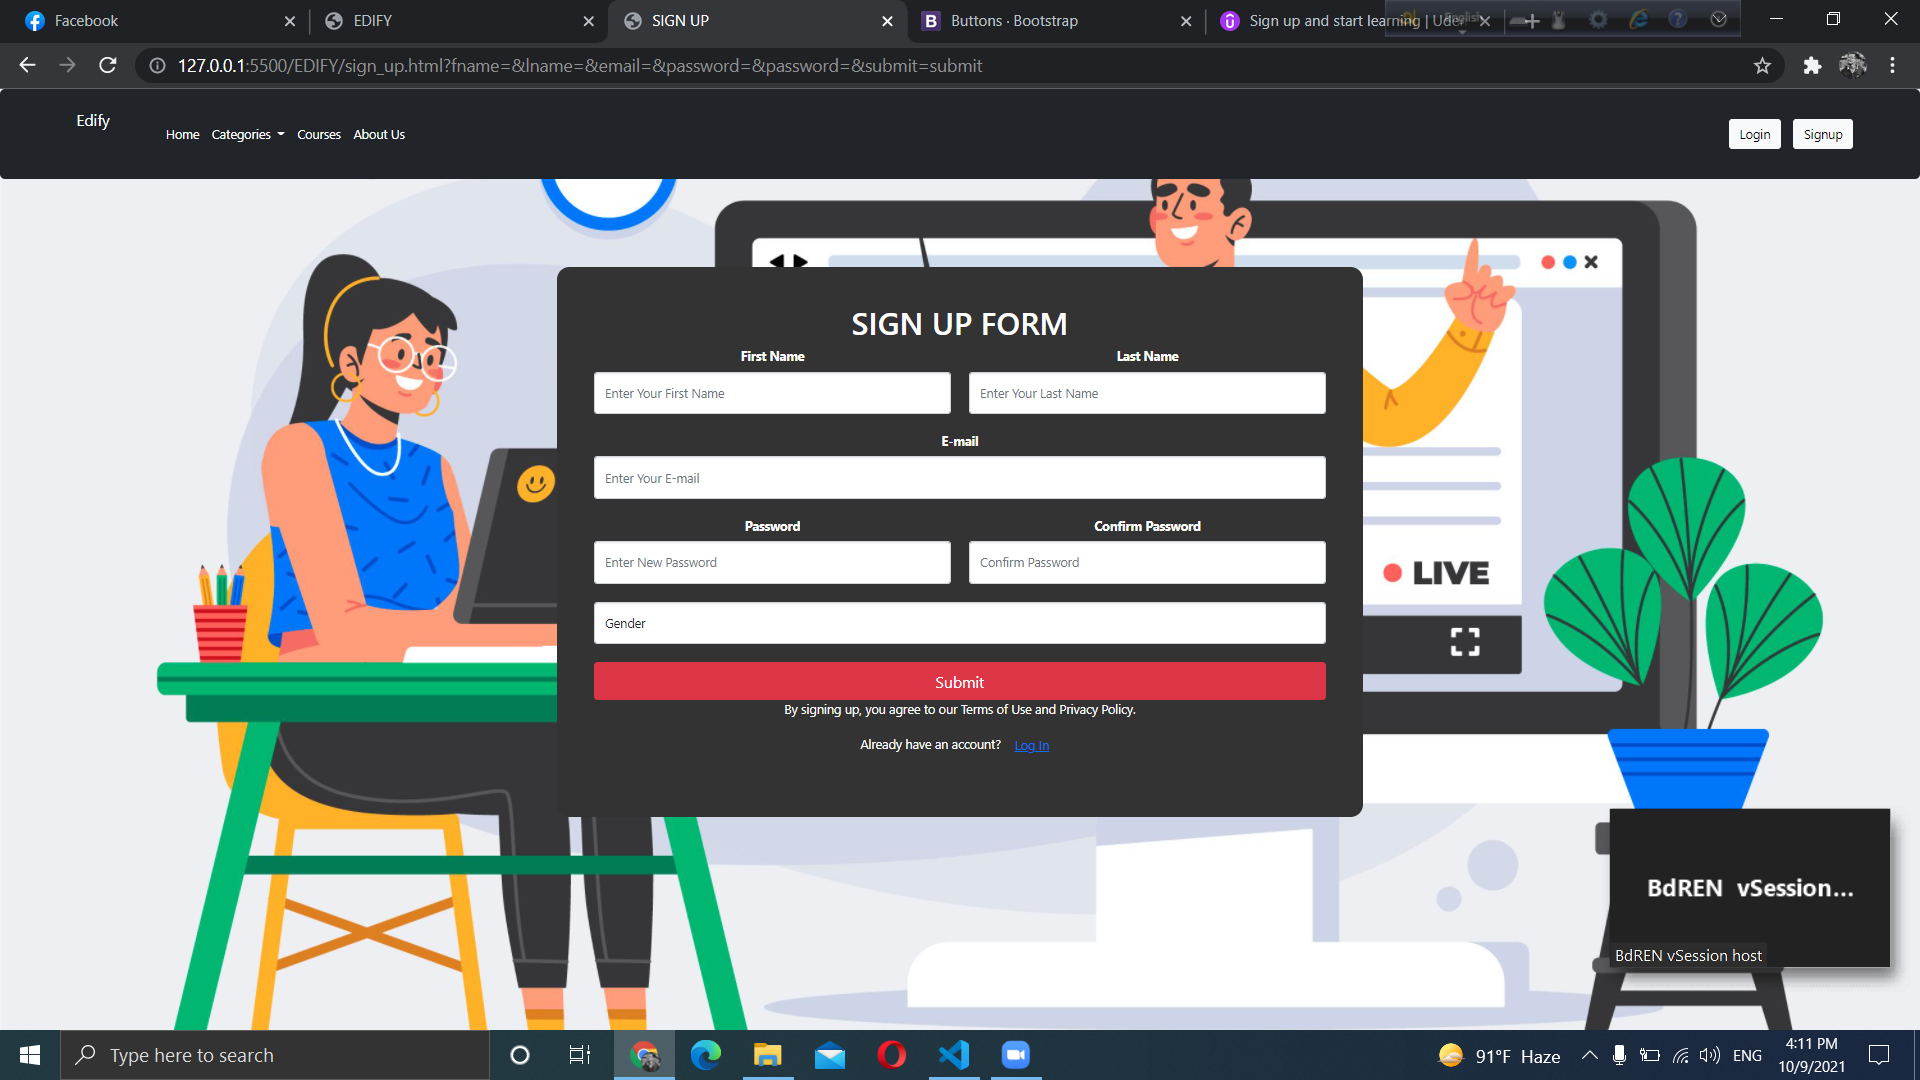 Facebook
EDIFY
SIGN UP
Buttons · Bootstrap
Sign up and start learning | Ude
English
127.0.0.1:5500/EDIFY/sign_up.html?fname=&lname=&email=&password=&password=&submit=submit
Edify
Home
Categories
Courses
About Us
Login
Signup
SIGN UP FORM
First Name
Last Name
Enter Your First Name
Enter Your Last Name
E-mail
Enter Your E-mail
Password
Confirm Password
Enter New Password
Confirm Password
LIVE
Gender
Submit
By signing up, you agree to our Terms of Use and Privacy Policy.
Already have an account? Log In
BdREN vSession...
BdREN vSession host
Type here to search
91°F Haze
ENG
4:11 PM
10/9/2021